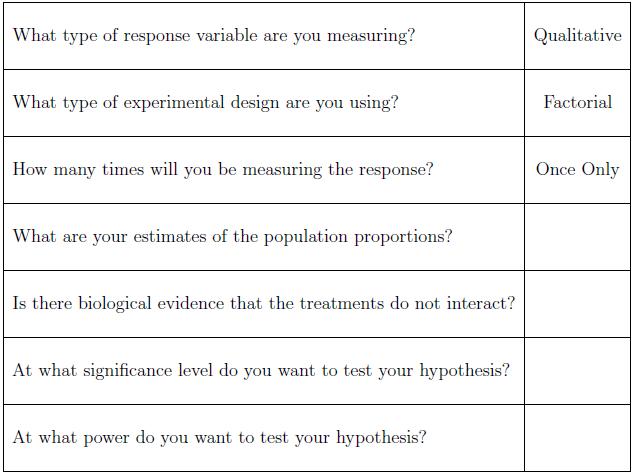 What type of response variable are you measuring? Qualitative
What type of experimental design are you using? Factorial
How many times will you be measuring the response? Once Only
What are your estimates of the population proportions?
Is there biological evidence that the treatments do not interact?
At what significance level do you want to test your hypothesis?
At what power do you want to test your hypothesis?